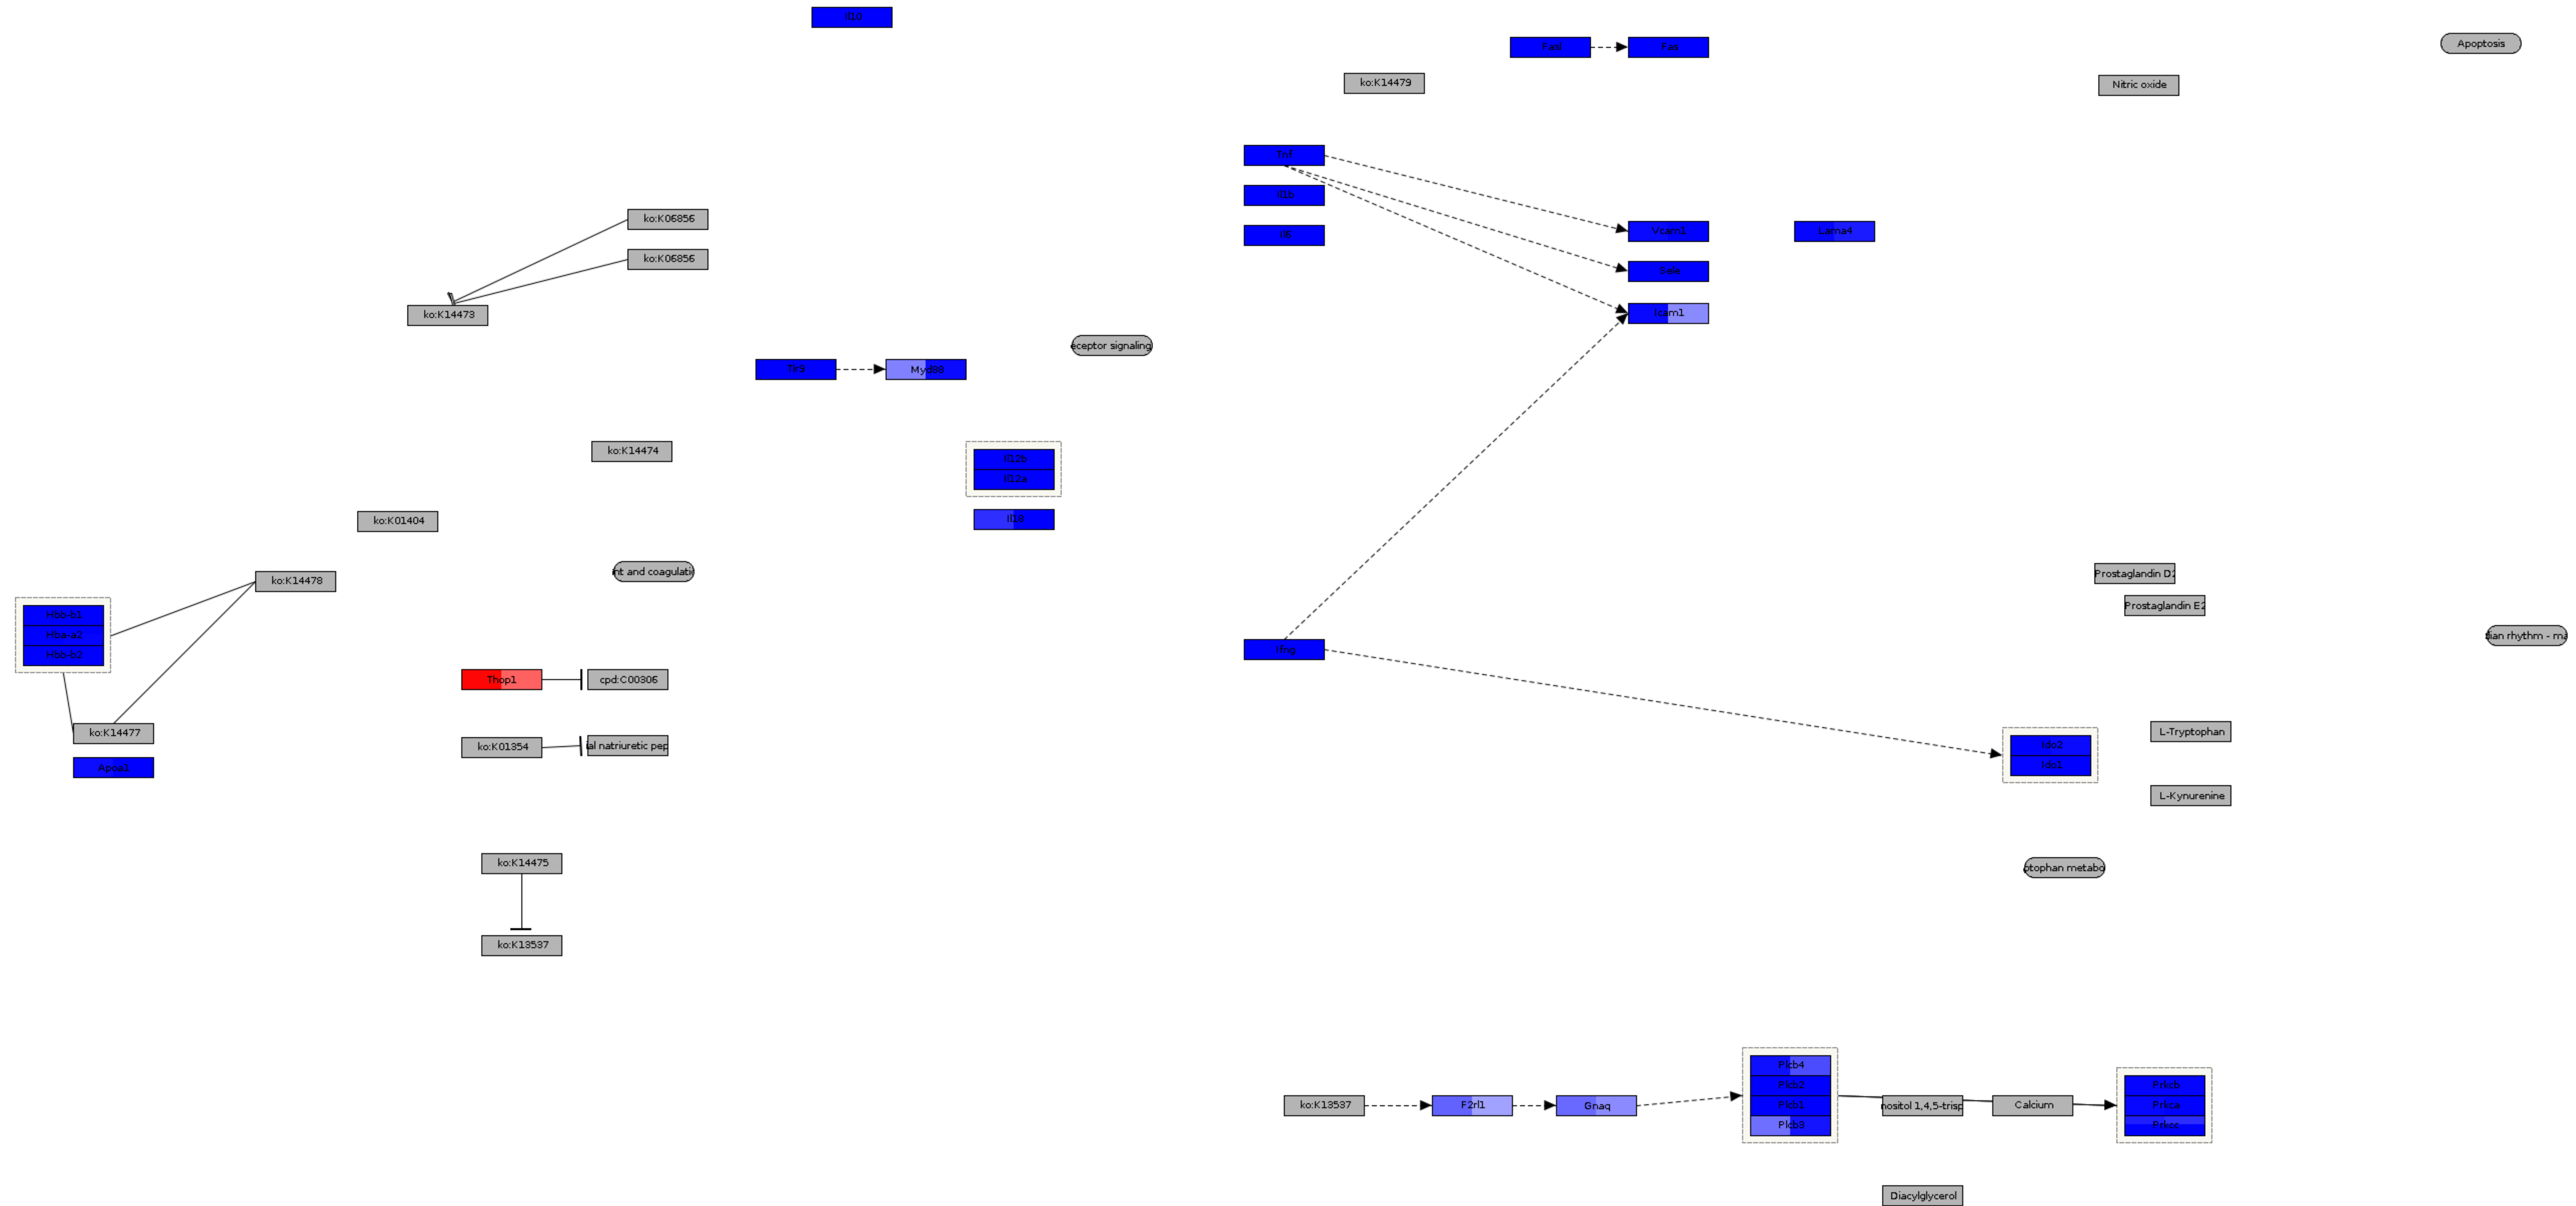 Il10
Fasl
Fas
Apoptosis
ko:K14479
Nitric oxide
Tnf
Il1b
Il6
ko:K06856
ko:K06856
Vcam1
Lama4
Sele
ko:K14473
Icam1
eceptor signaling
Tlr9
Myd88
ko:K14474
Il12b
Il12a
ko:K01404
Il18
nt and coagulati
Prostaglandin D2
ko:K14478
Prostaglandin E2
Hbb-b1
Hba-a2
Hbb-b2
dian rhythm - ma
Ifng
Thop1
cpd:C00306
ko:K14477
L-Tryptophan
ko:K01354
ial natriuretic pep
Ido2
Ido1
Apoa1
L-Kynurenine
ko:K14475
ptophan metabo
ko:K13537
Plcb4
Plcb2
Plcb1
Plcb3
Prkcb
Prkca
Prkcc
ko:K13537
F2rl1
Gnaq
nositol 1,4,5-trisp
Calcium
Diacylglycerol